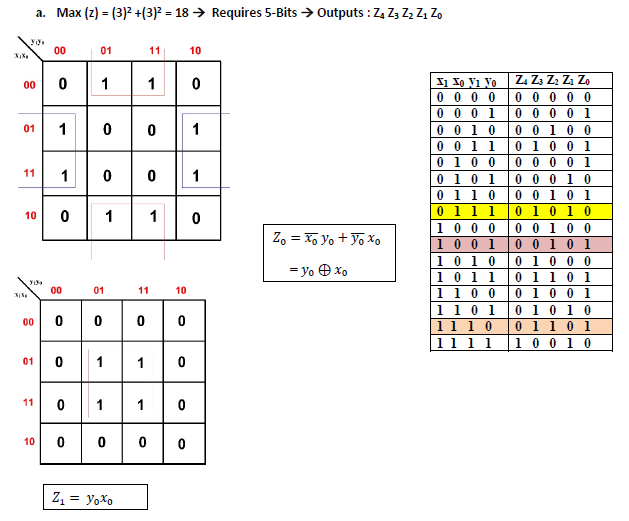 a. Max (z) = (3)² +(3)² = 18 → Requires 5-Bits → Outputs : Z₄ Z₃ Z₂ Z₁ Z₀
y₁y₀
x₁x₀
00 01 11 10
00 0 1 1 0
01 1 0 0 1
11 1 0 0 1
10 0 1 1 0
X₁ X₀ y₁ y₀ Z₄ Z₃ Z₂ Z₁ Z₀
0 0 0 0 0 0 0 0 0
0 0 0 1 0 0 0 0 1
0 0 1 0 0 0 1 0 0
0 0 1 1 0 1 0 0 1
0 1 0 0 0 0 0 0 1
0 1 0 1 0 0 0 1 0
0 1 1 0 0 0 1 0 1
0 1 1 1 0 1 0 1 0
1 0 0 0 0 0 1 0 0
1 0 0 1 0 0 1 0 1
1 0 1 0 0 1 0 0 0
1 0 1 1 0 1 1 0 1
1 1 0 0 0 1 0 0 1
1 1 0 1 0 1 0 1 0
1 1 1 0 0 1 1 0 1
1 1 1 1 1 0 0 1 0
Z₀ = x̅₀ y₀ + y̅₀ x₀
= y₀ ⊕ x₀
y₁y₀
x₁x₀
00 01 11 10
00 0 0 0 0
01 0 1 1 0
11 0 1 1 0
10 0 0 0 0
Z₁ = y₀x₀